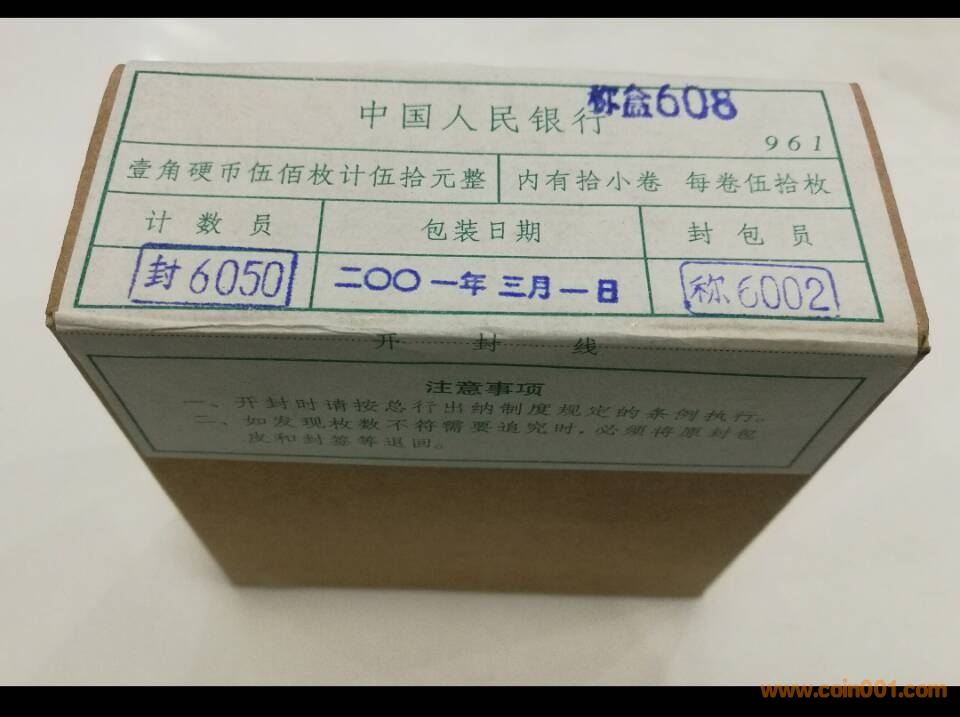 中国人民银行
称盒608
961
壹角硬币伍佰枚计伍拾元整 内有拾小卷 每卷伍拾枚
计数员 包装日期 封包员
封6050 二〇〇一年三月一日 称6002
开封线
注意事项
一、开封时请按总行出纳制度规定的条例执行。
二、如发现枚数不符需要追究时,必须将原封包
皮和封签等退回。
www.coin001.com